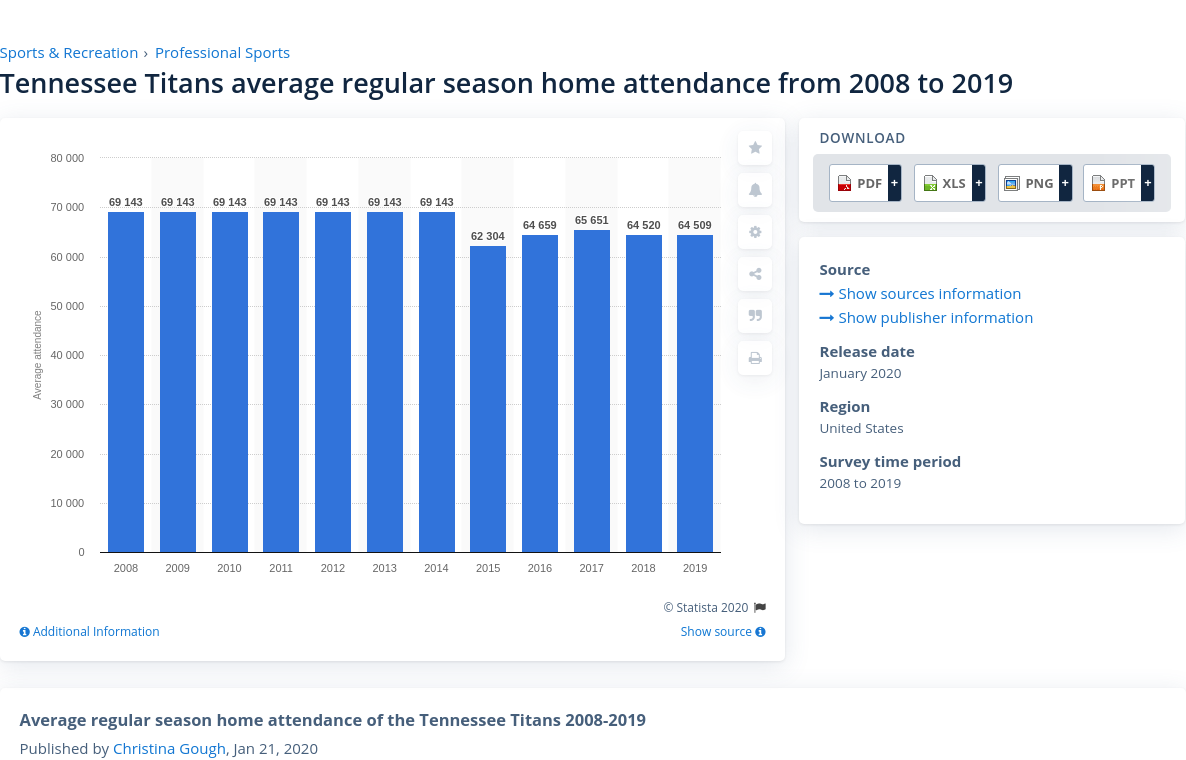 Sports & Recreation › Professional Sports
Tennessee Titans average regular season home attendance from 2008 to 2019
Average attendance
80 000
70 000
60 000
50 000
40 000
30 000
20 000
10 000
0
69 143 69 143 69 143 69 143 69 143 69 143 69 143 62 304 64 659 65 651 64 520 64 509
2008 2009 2010 2011 2012 2013 2014 2015 2016 2017 2018 2019
© Statista 2020
Additional Information
Show source
DOWNLOAD
PDF + XLS + PNG + PPT +
Source
Show sources information
Show publisher information
Release date
January 2020
Region
United States
Survey time period
2008 to 2019
Average regular season home attendance of the Tennessee Titans 2008-2019
Published by Christina Gough, Jan 21, 2020